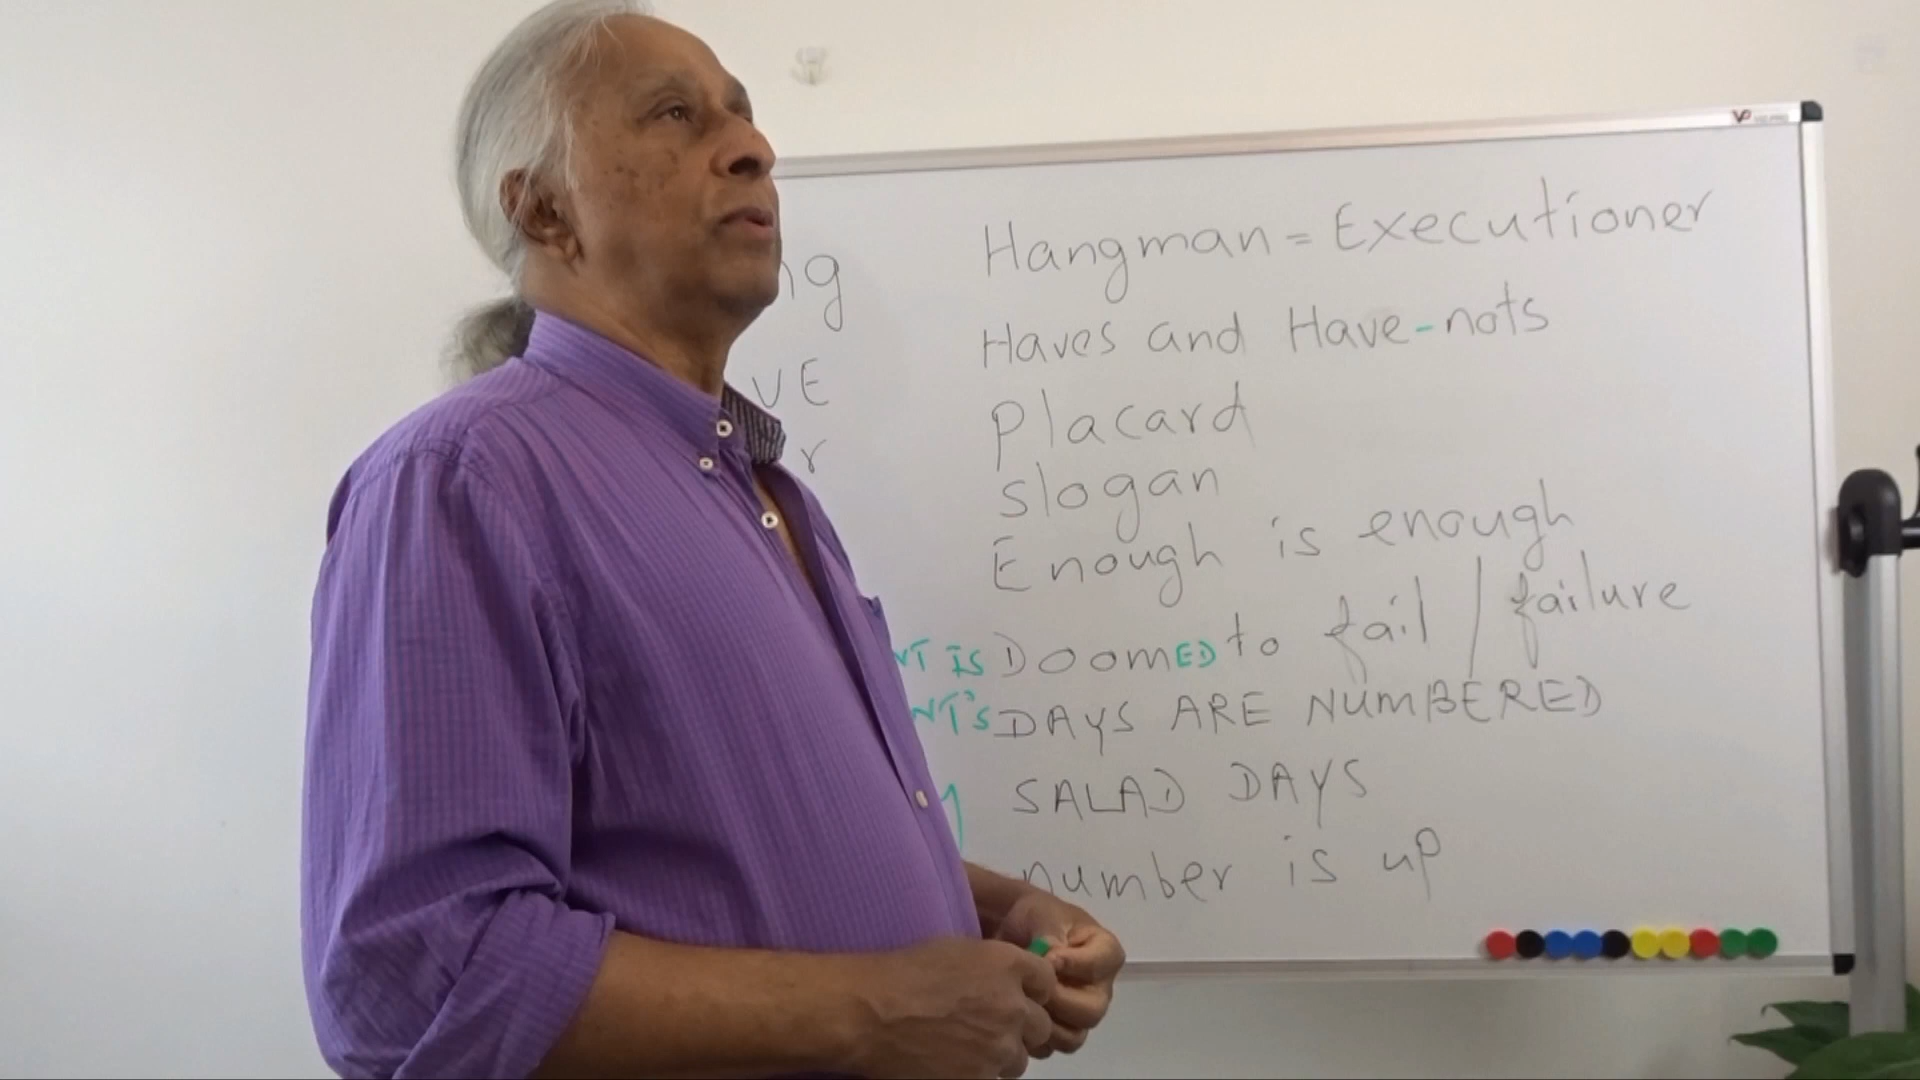 Hangman = Executioner
Haves and Have-nots
Placard
slogan
Enough is enough
IS DoomED to fail / failure
DAYS ARE NUMBERED
SALAD DAYS
number is up